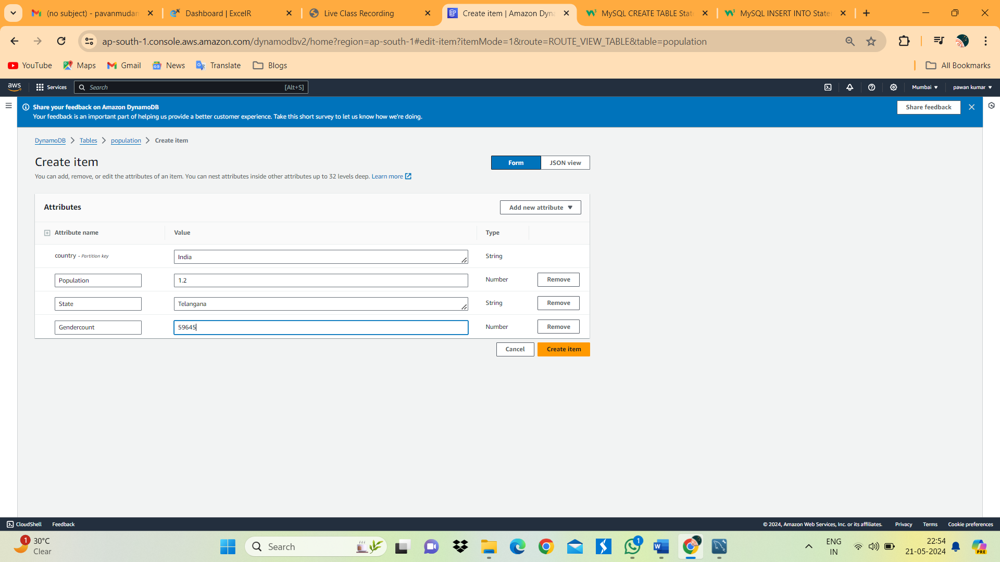 (no subject) - pavanmudan
Dashboard | ExcelR
Live Class Recording
Create item | Amazon Dyna
MySQL CREATE TABLE Stat
MySQL INSERT INTO State
ap-south-1.console.aws.amazon.com/dynamodbv2/home?region=ap-south-1#edit-item?itemMode=1&route=ROUTE_VIEW_TABLE&table=population
YouTube
Maps
Gmail
News
Translate
Blogs
All Bookmarks
aws
Services
Search
[Alt+S]
Mumbai
pawan kumar
Share your feedback on Amazon DynamoDB
Your feedback is an important part of helping us provide a better customer experience. Take this short survey to let us know how we're doing.
Share feedback
DynamoDB
Tables
population
Create item
Create item
Form
JSON view
You can add, remove, or edit the attributes of an item. You can nest attributes inside other attributes up to 32 levels deep. Learn more
Attributes
Add new attribute
Attribute name
Value
Type
country - Partition key
India
String
Population
1.2
Number
Remove
State
Telangana
String
Remove
Gendercount
59645
Number
Remove
Cancel
Create item
CloudShell
Feedback
© 2024, Amazon Web Services, Inc. or its affiliates.
Privacy
Terms
Cookie preferences
1
30°C
Clear
Search
1
ENG
IN
22:54
21-05-2024
PRE